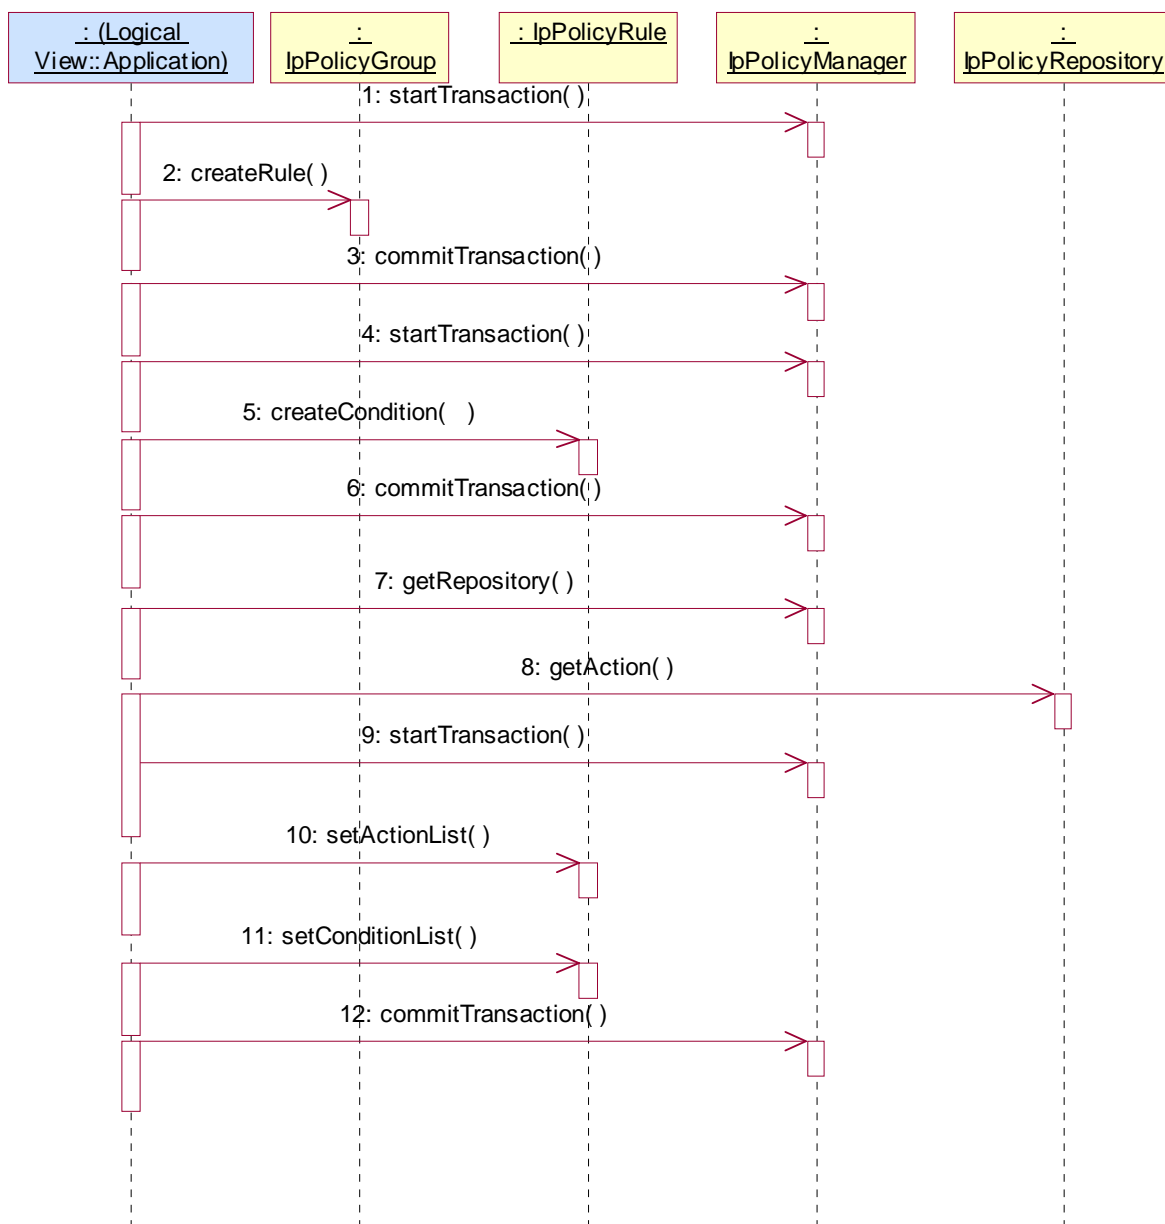 : (Logical
View::Application)
:
IpPolicyGroup
: IpPolicyRule
:
IpPolicyManager
:
IpPolicyRepository
1: startTransaction( )
2: createRule( )
3: commitTransaction( )
4: startTransaction( )
5: createCondition(   )
6: commitTransaction( )
7: getRepository( )
8: getAction( )
9: startTransaction( )
10: setActionList( )
11: setConditionList( )
12: commitTransaction( )